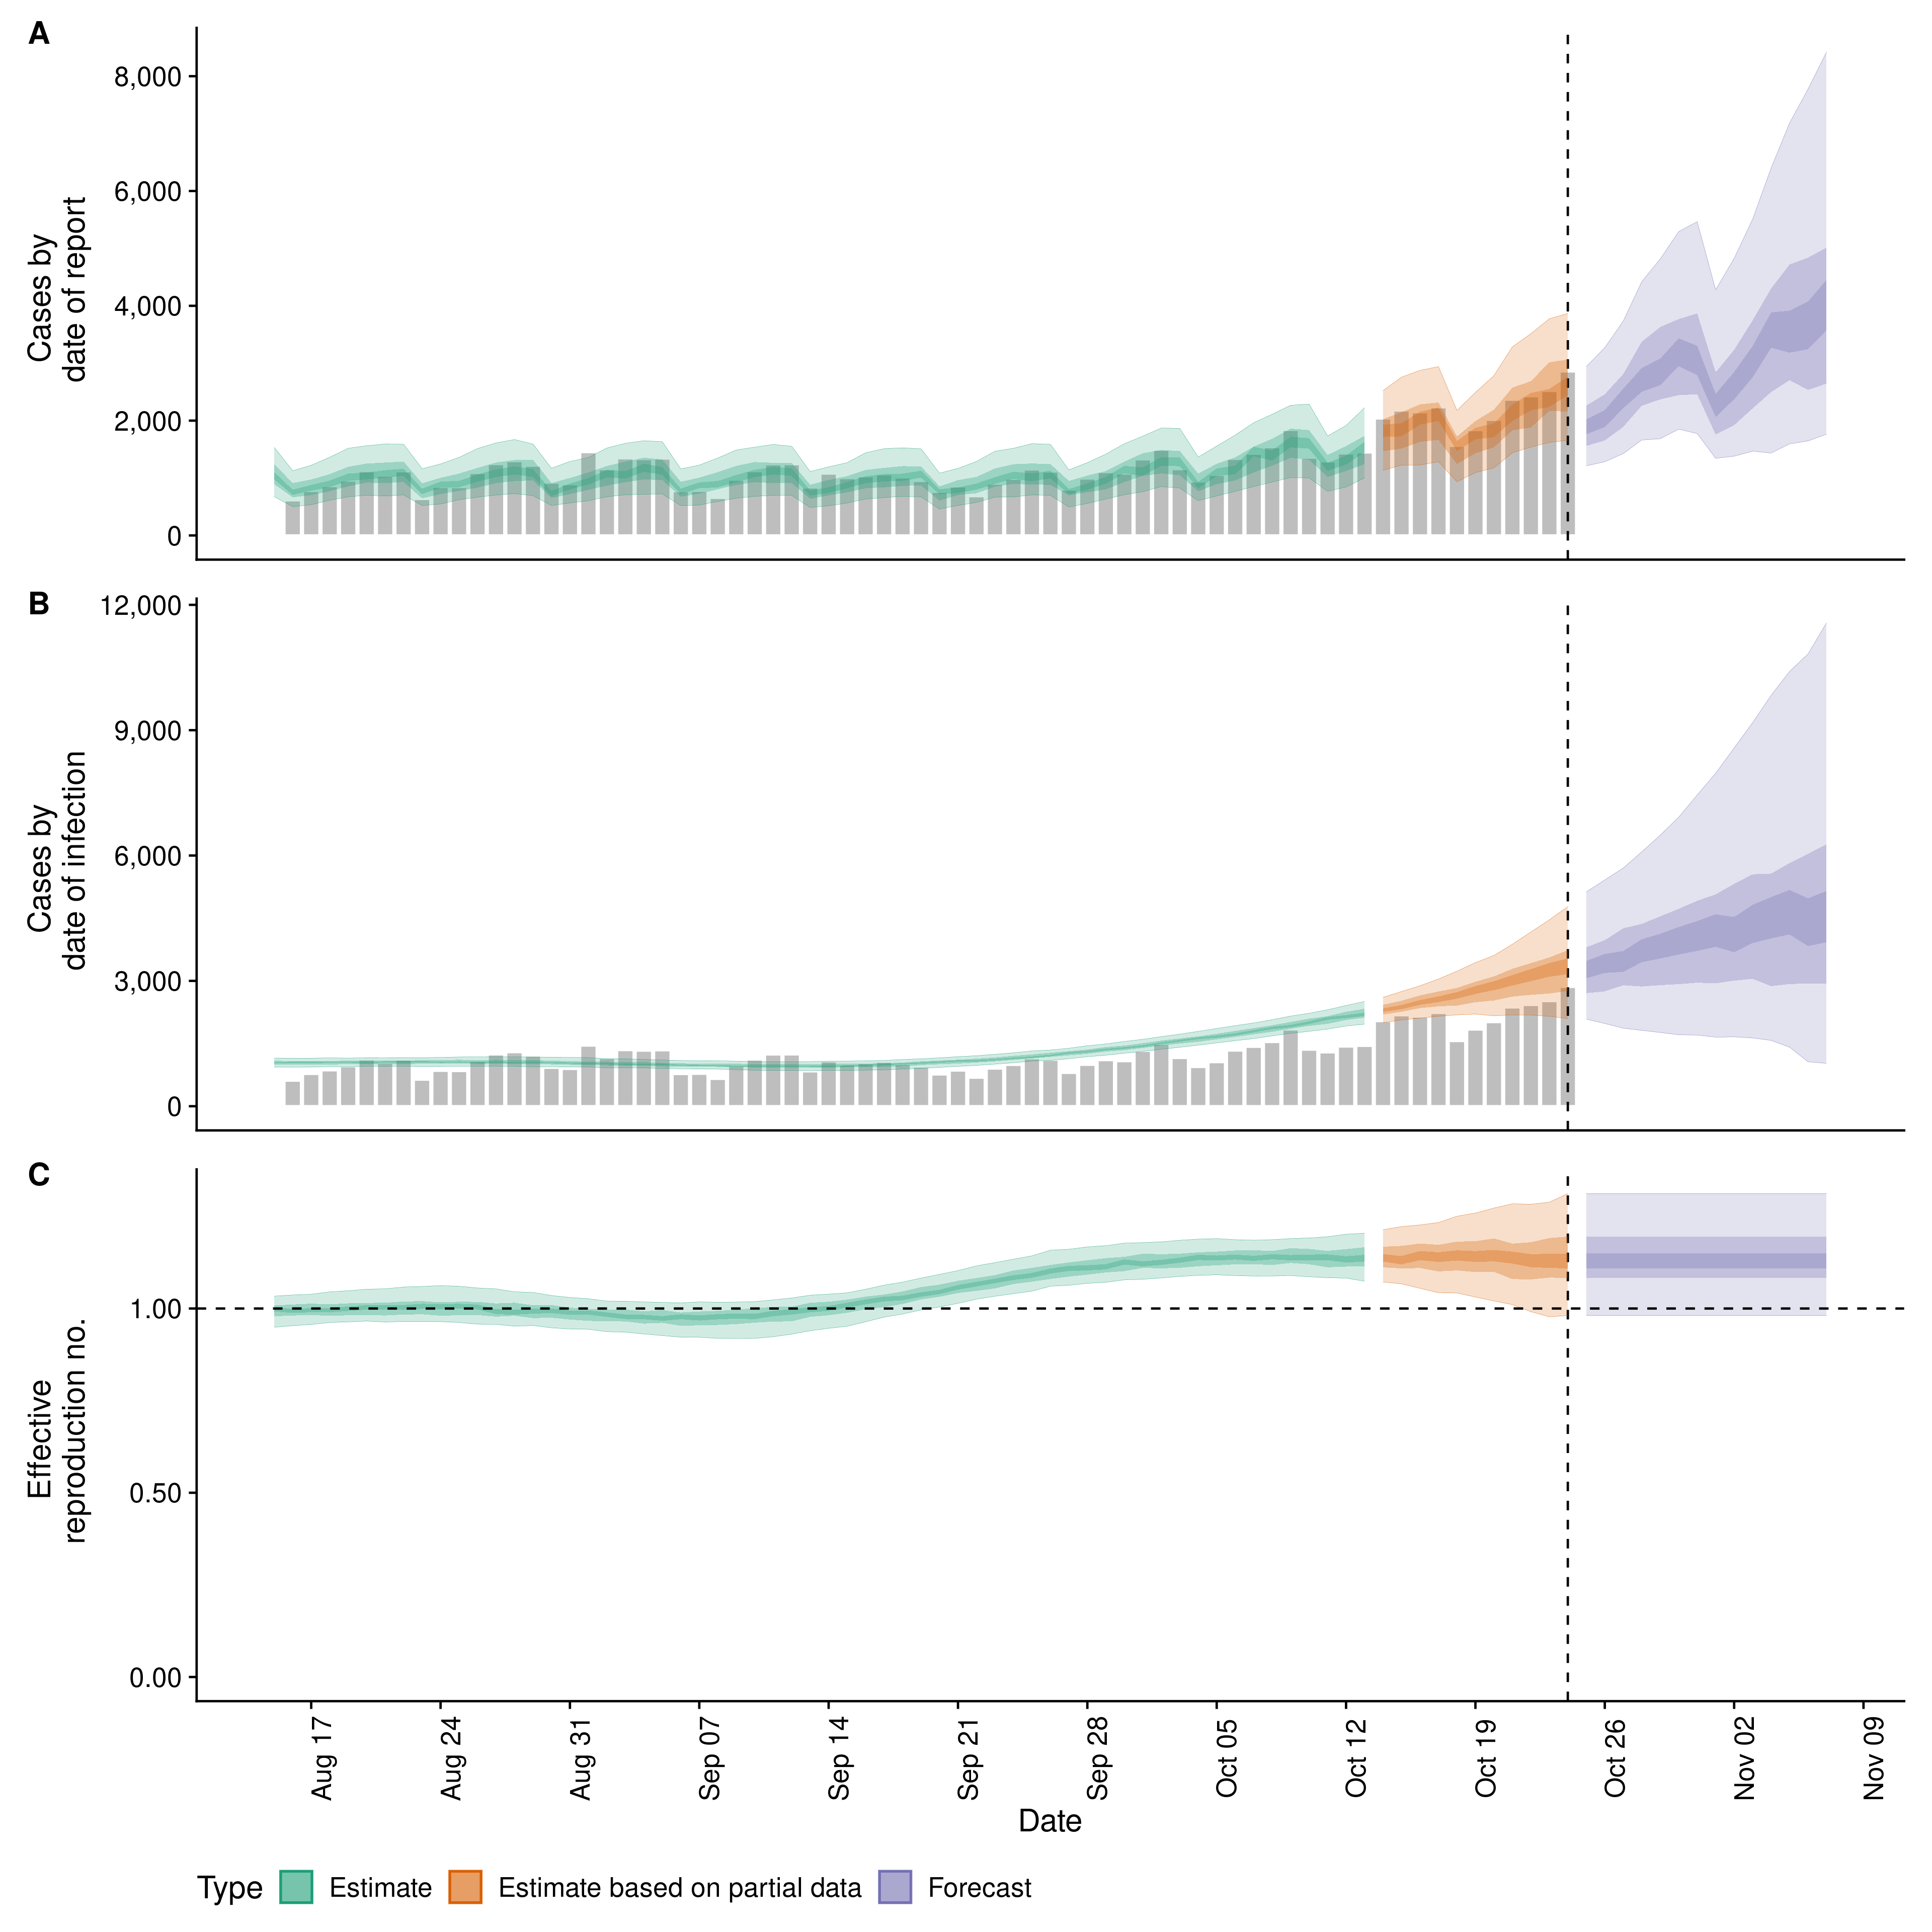 A
Cases by
date of report
8,000
6,000
4,000
2,000
0
B
Cases by
date of infection
12,000
9,000
6,000
3,000
0
C
Effective
reproduction no.
1.00
0.50
0.00
Aug 17
Aug 24
Aug 31
Sep 07
Sep 14
Sep 21
Sep 28
Oct 05
Oct 12
Oct 19
Oct 26
Nov 02
Nov 09
Date
Type Estimate Estimate based on partial data Forecast